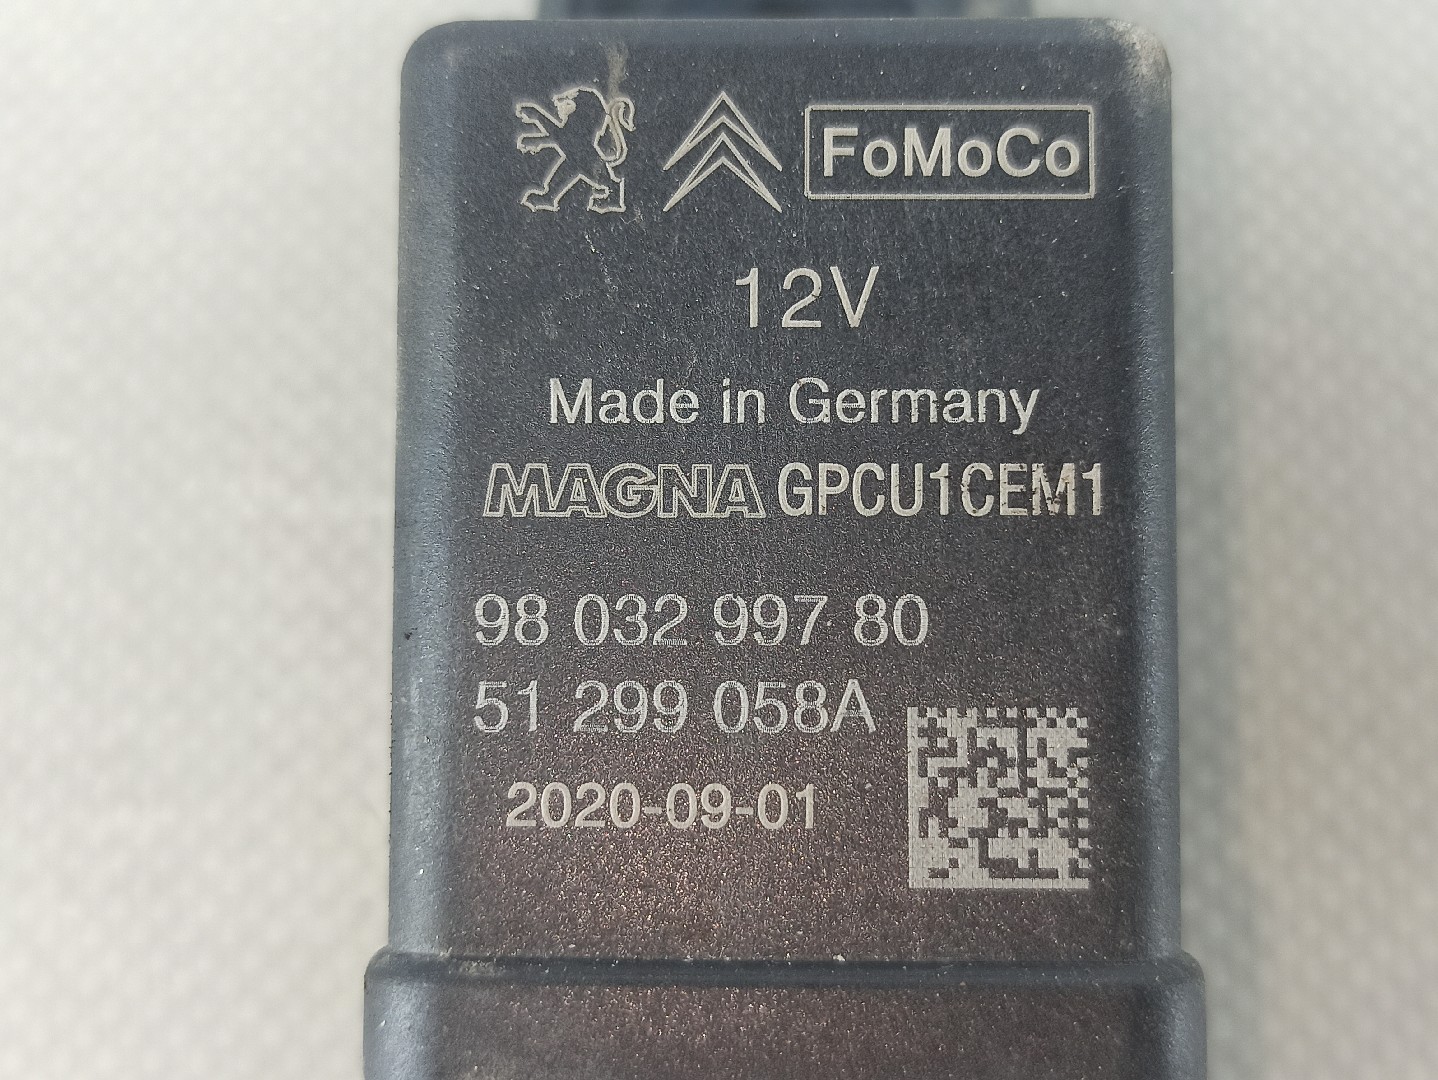 FoMoCo
12V
Made in Germany
MAGNA GPCU1CEM1
98 032 997 80
51 299 058A
2020-09-01